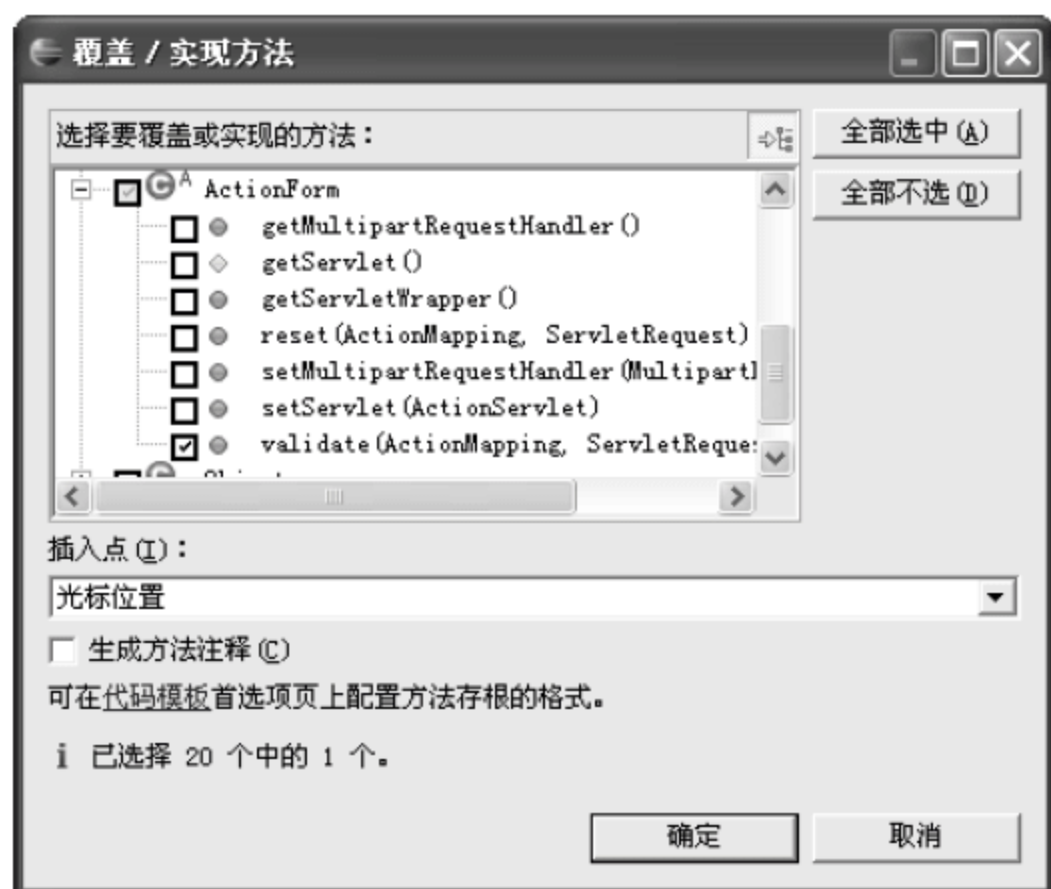 覆盖 / 实现方法
选择要覆盖或实现的方法：
全部选中(A)
全部不选(D)
ActionForm
getMultipartRequestHandler()
getServlet()
getServletWrapper()
reset(ActionMapping, ServletRequest)
setMultipartRequestHandler(Multipart
setServlet(ActionServlet)
validate(ActionMapping, ServletReque
插入点(I)：
光标位置
生成方法注释(C)
可在代码模板首选项页上配置方法存根的格式。
i 已选择 20 个中的 1 个。
确定
取消